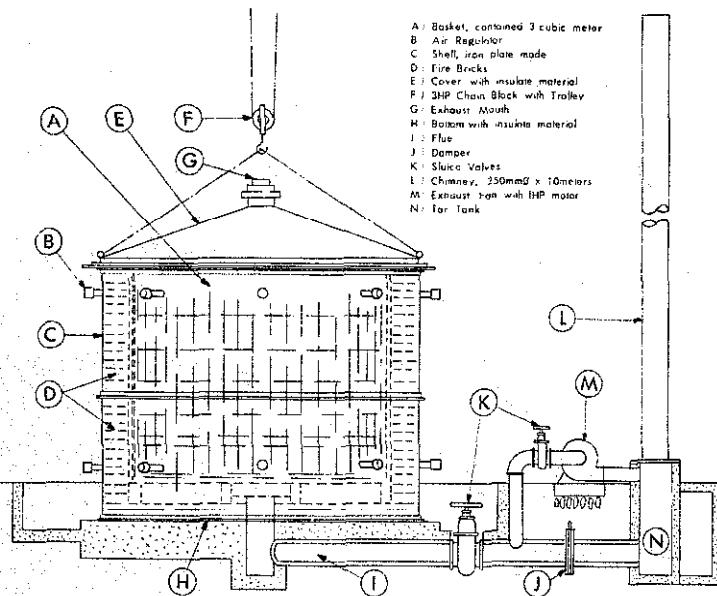 A : Basket, contained 3 cubic meter
B : Air Regulator
C : Shell, iron plate made
D : Fire Bricks
E : Cover with insulate material
F : 3HP Chain Block with Trolley
G : Exhaust Mouth
H : Bottom with insulate material
J : Flue
J : Damper
K : Sluice Valves
L : Chimney, 250mmØ x 10meters
M : Exhaust Fan with 1HP motor
N : Tar Tank
F
A
E
G
B
C
L
D
K
M
N
H
I
J